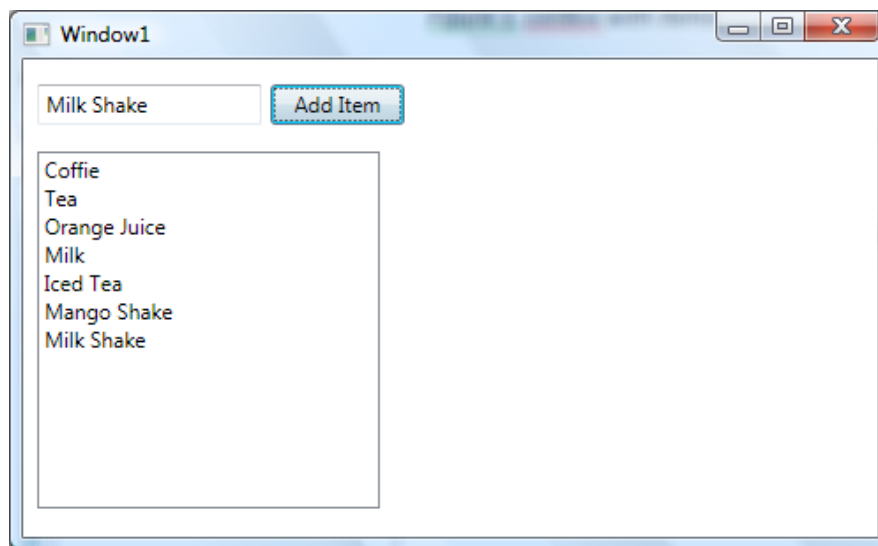 Window1
Milk Shake
Add Item
Coffie
Tea
Orange Juice
Milk
Iced Tea
Mango Shake
Milk Shake